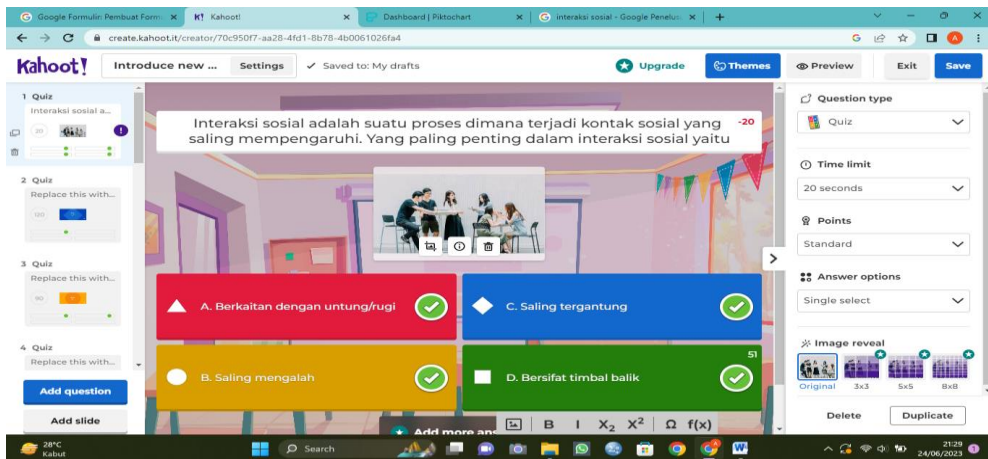 Google Formulir: Pembuat Form
Kahoot!
Dashboard | Piktochart
interaksi sosial - Google Penelus
create.kahoot.it/creator/70c950f7-aa28-4fd1-8b78-4b0061026fa4
Kahoot!
Introduce new ...
Settings
Saved to: My drafts
Upgrade
Themes
Preview
Exit
Save
1 Quiz
Interaksi sosial a...
20
2 Quiz
Replace this with...
120
3 Quiz
Replace this with...
60
4 Quiz
Replace this with...
Add question
Add slide
Interaksi sosial adalah suatu proses dimana terjadi kontak sosial yang
saling mempengaruhi. Yang paling penting dalam interaksi sosial yaitu
-20
A. Berkaitan dengan untung/rugi
C. Saling tergantung
B. Saling mengalah
D. Bersifat timbal balik
51
Add more ans
B I X₂ X² Ω f(x)
Question type
Quiz
Time limit
20 seconds
Points
Standard
Answer options
Single select
Image reveal
Original
3x3
5x5
8x8
Delete
Duplicate
28°C
Kabut
Search
21:29
24/06/2023